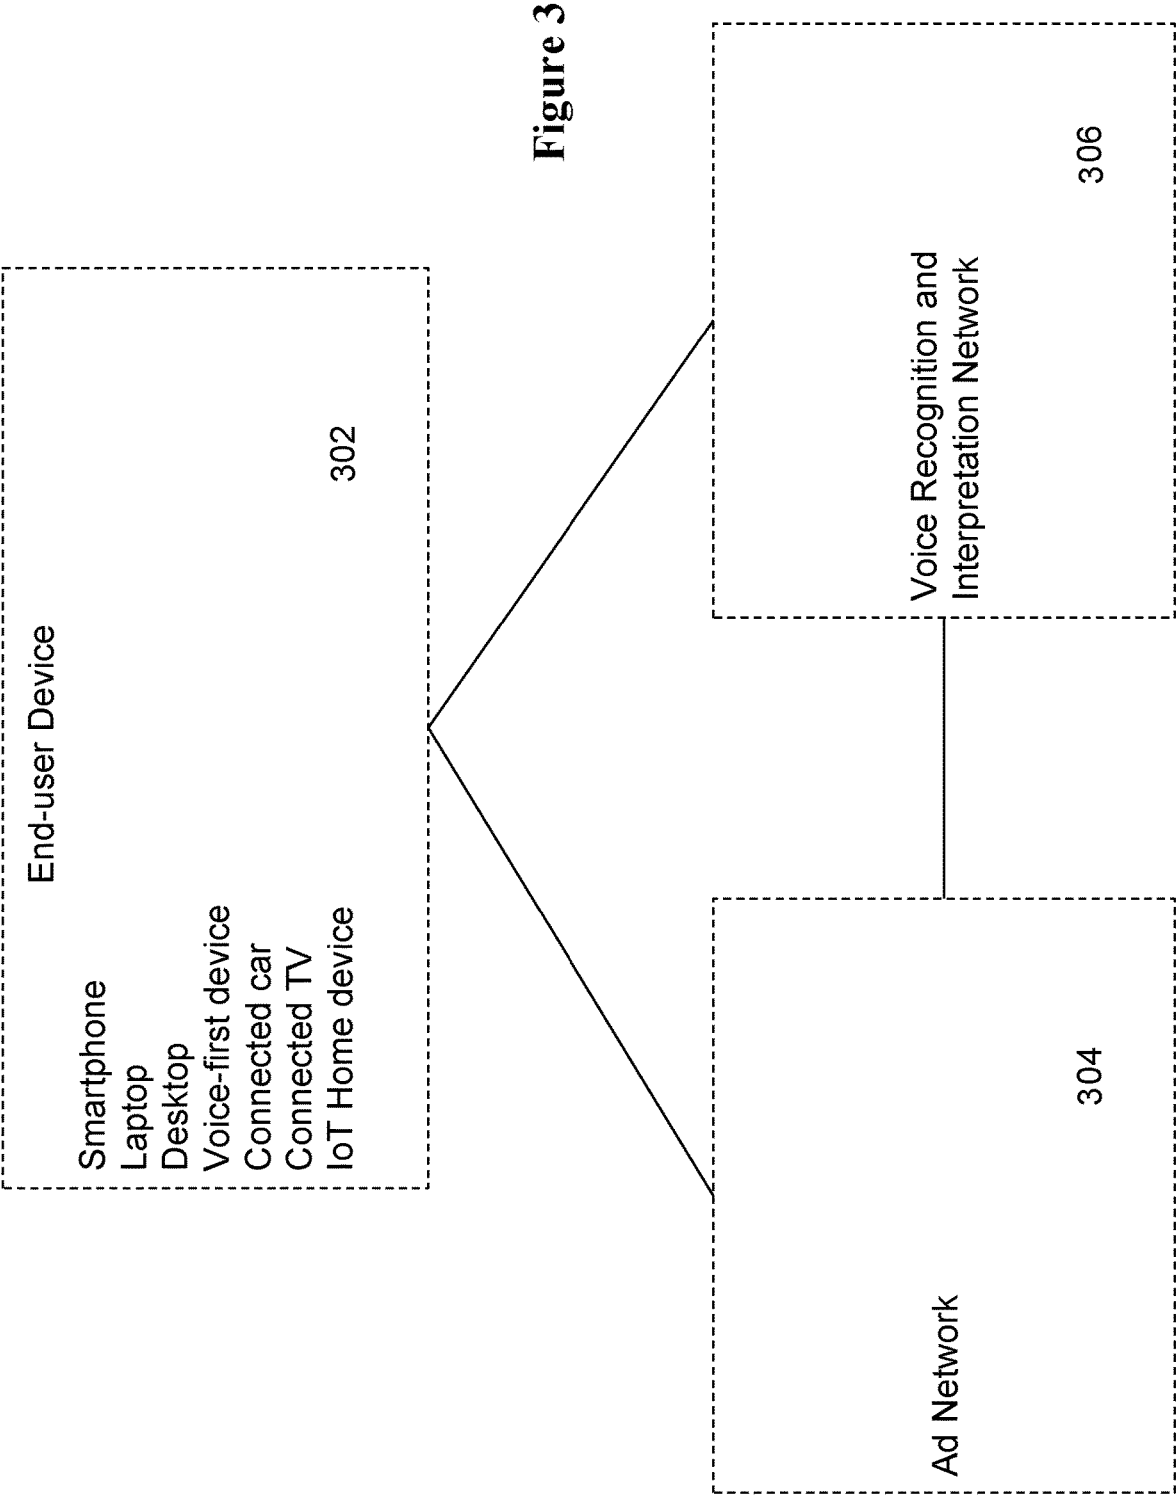 End-user Device
Smartphone
Laptop
Desktop
Voice-first device
Connected car
Connected TV
IoT Home device
302
Figure 3
Ad Network
304
Voice Recognition and
Interpretation Network
306